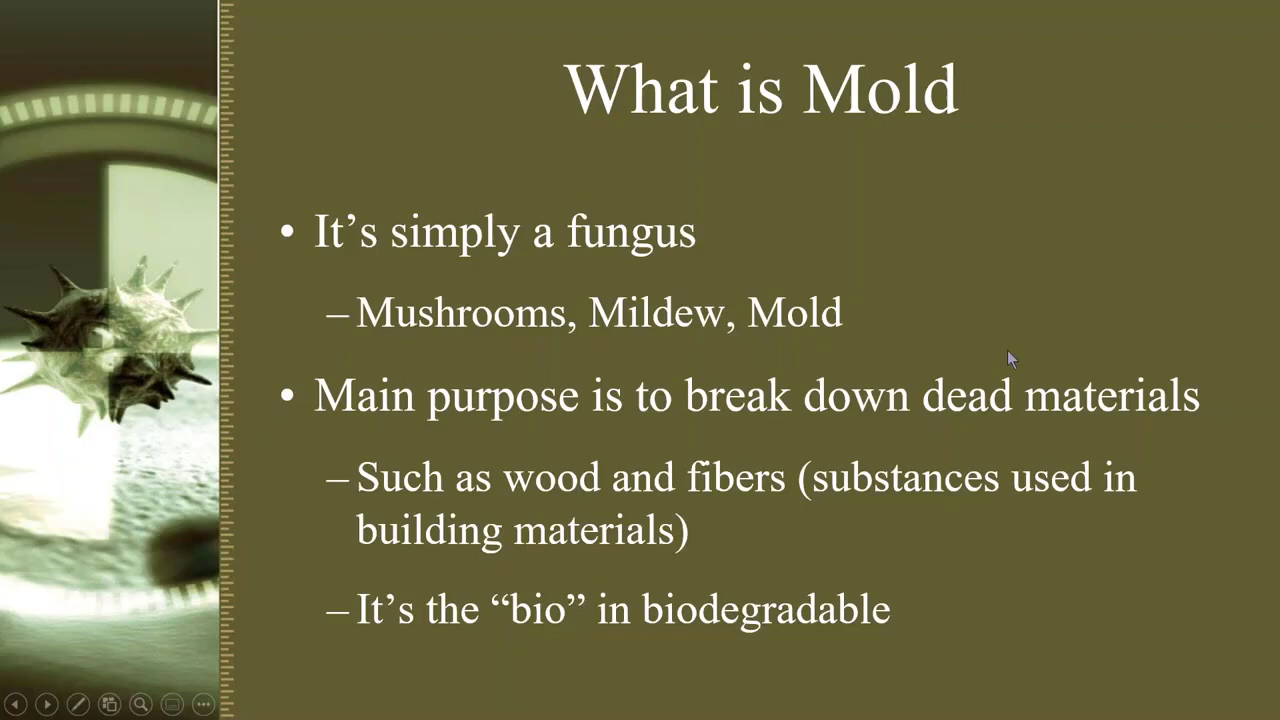 What is Mold
• It’s simply a fungus
– Mushrooms, Mildew, Mold
• Main purpose is to break down dead materials
– Such as wood and fibers (substances used in
building materials)
– It’s the “bio” in biodegradable